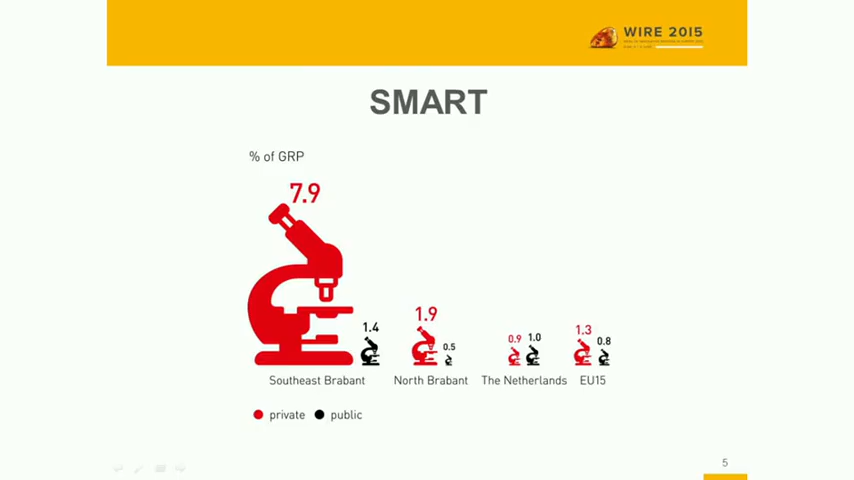 WIRE 2015
SMART
% of GRP
7.9
1.4
1.9
0.5
0.9
1.0
1.3
0.8
Southeast Brabant
North Brabant
The Netherlands
EU15
private
public
5